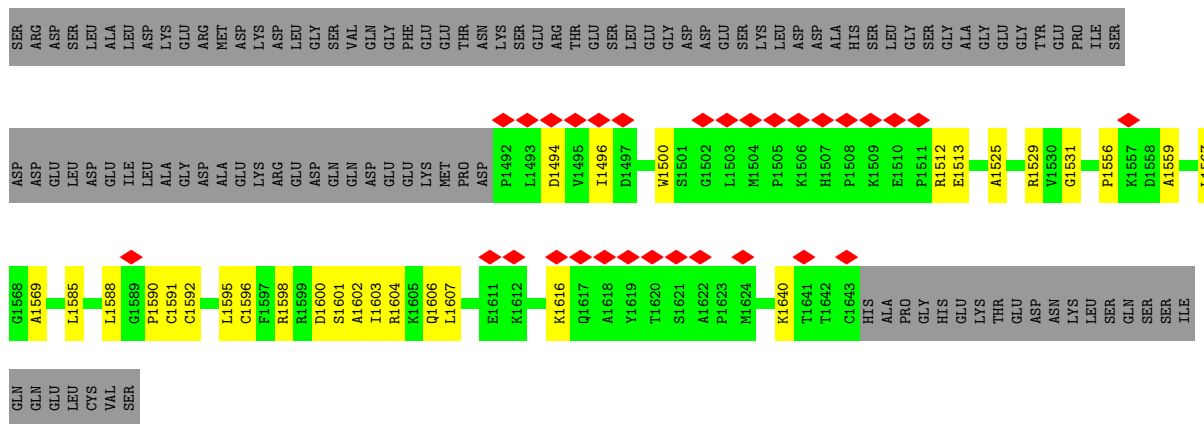 SER ARG ASP SER LEU ALA LEU ASP LYS GLU ARG MET ASP LYS ASP LEU GLY SER VAL GLN GLY PHE GLU GLU THR ASN LYS SER GLU ARG THR GLU SER LEU GLU GLY ASP ASP GLU SER LYS LEU ASP ASP ALA HIS SER LEU GLY SER GLY ALA GLY GLU GLY TYR GLU PRO ILE SER
ASP ASP GLU LEU ASP GLU ILE LEU ALA GLY ASP ALA GLU LYS ARG GLU ASP GLN GLN ASP GLU GLU LYS MET PRO ASP P1492 L1493 D1494 V1495 I1496 D1497 W1500 S1501 G1502 L1503 M1504 P1505 K1506 H1507 P1508 K1509 E1510 P1511 R1512 E1513 A1525 R1529 V1530 G1531 P1556 K1557 D1558 A1559 L1567
G1568 A1569 L1585 L1588 G1589 P1590 C1591 C1592 L1595 C1596 F1597 R1598 R1599 D1600 S1601 A1602 I1603 R1604 K1605 Q1606 L1607 E1611 K1612 K1616 Q1617 A1618 Y1619 T1620 S1621 A1622 P1623 M1624 K1640 T1641 T1642 C1643 HIS ALA PRO GLY HIS GLU LYS THR GLU ASP ASN LYS LEU SER GLN SER SER ILE
GLN GLN GLU LEU CYS VAL SER